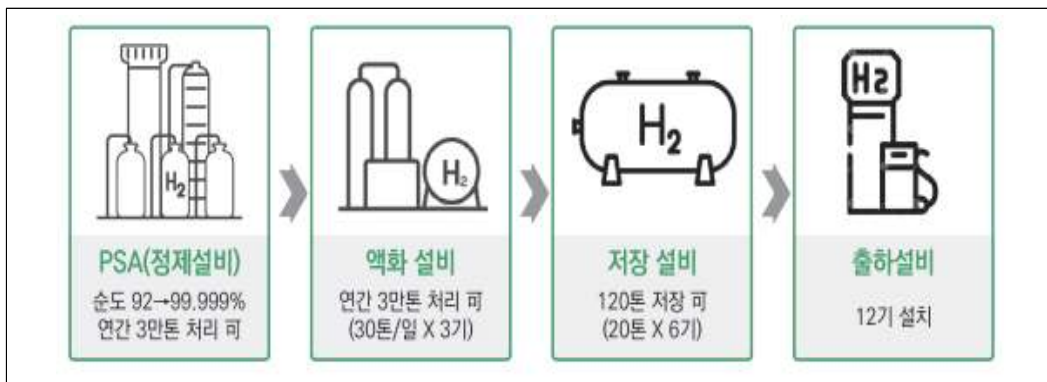 H2
PSA(정제설비)
순도 92→99.999%
연간 3만톤 처리 可
H2
액화 설비
연간 3만톤 처리 可
(30톤/일 X 3기)
H2
저장 설비
120톤 저장 可
(20톤 X 6기)
H2
출하설비
12기 설치